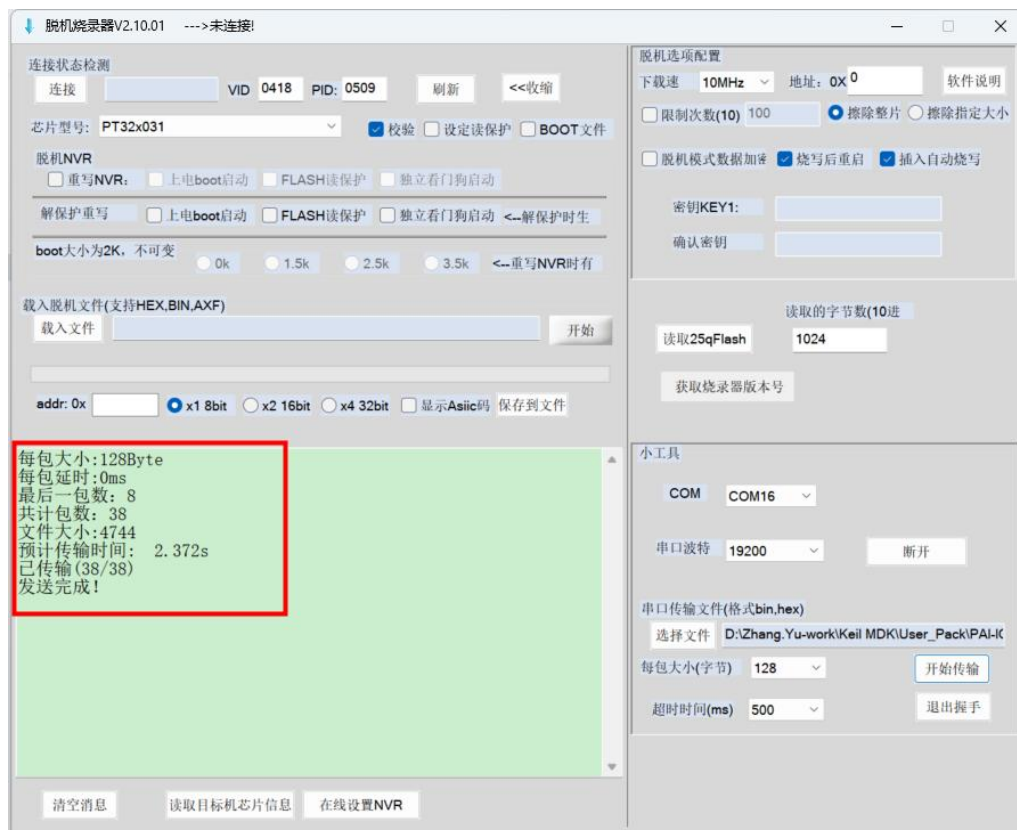 脱机烧录器V2.10.01 --->未连接!
连接状态检测
连接 VID 0418 PID: 0509 刷新 <<收缩
芯片型号: PT32x031 校验 设定读保护 BOOT文件
脱机NVR
重写NVR: 上电boot启动 FLASH读保护 独立看门狗启动
解保护重写 上电boot启动 FLASH读保护 独立看门狗启动 <--解保护时生
boot大小为2K, 不可变
0k 1.5k 2.5k 3.5k <--重写NVR时有
载入脱机文件(支持HEX,BIN,AXF)
载入文件 开始
addr: 0x x1 8bit x2 16bit x4 32bit 显示Asiic码 保存到文件
每包大小:128Byte
每包延时:0ms
最后一包数: 8
共计包数: 38
文件大小:4744
预计传输时间: 2.372s
已传输(38/38)
发送完成!
清空消息 读取目标机芯片信息 在线设置NVR
脱机选项配置
下载速 10MHz 地址: 0X 0 软件说明
限制次数(10) 100 擦除整片 擦除指定大小
脱机模式数据加密 烧写后重启 插入自动烧写
密钥KEY1:
确认密钥
读取的字节数(10进
读取25qFlash 1024
获取烧录器版本号
小工具
COM COM16
串口波特 19200 断开
串口传输文件(格式bin,hex)
选择文件 D:\Zhang.Yu-work\Keil MDK\User_Pack\PAI-IC
每包大小(字节) 128 开始传输
超时时间(ms) 500 退出握手